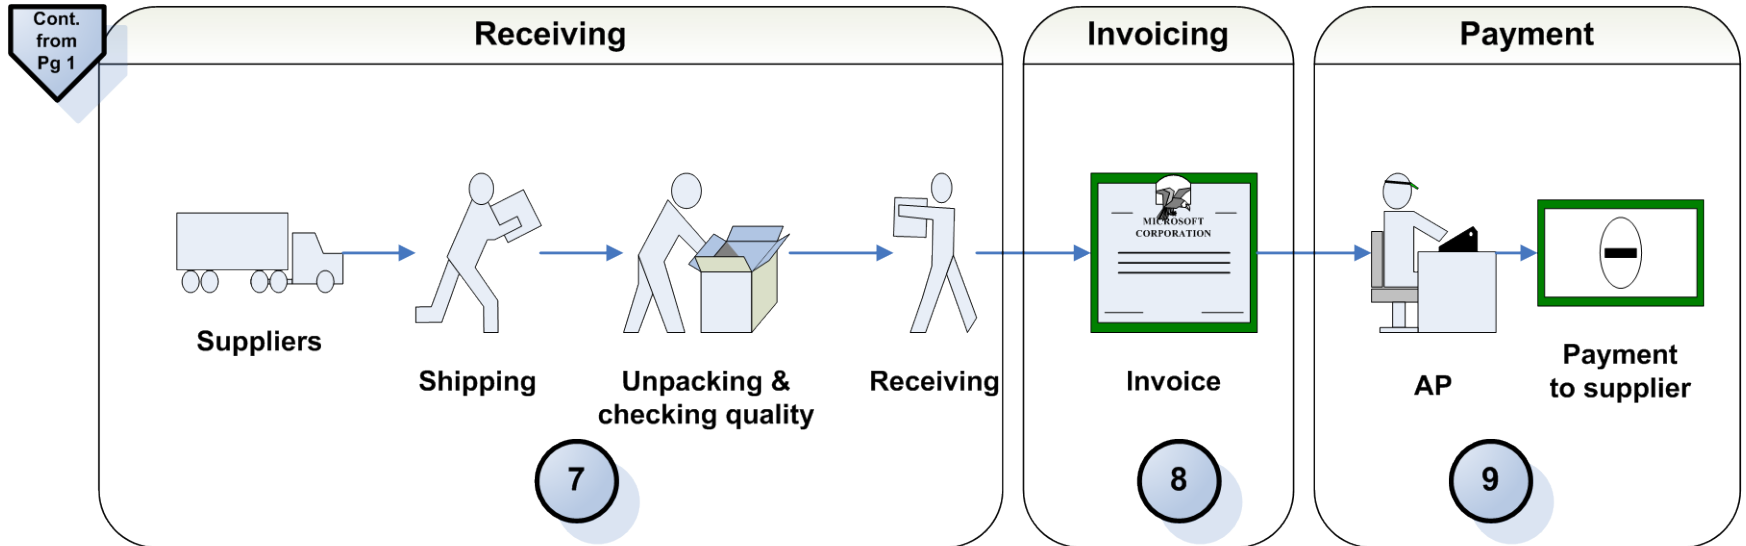 Cont.
from
Pg 1
Receiving
Invoicing
Payment
MICROSOFT
CORPORATION
Suppliers
Shipping
Unpacking &
checking quality
Receiving
Invoice
AP
Payment
to supplier
7
8
9